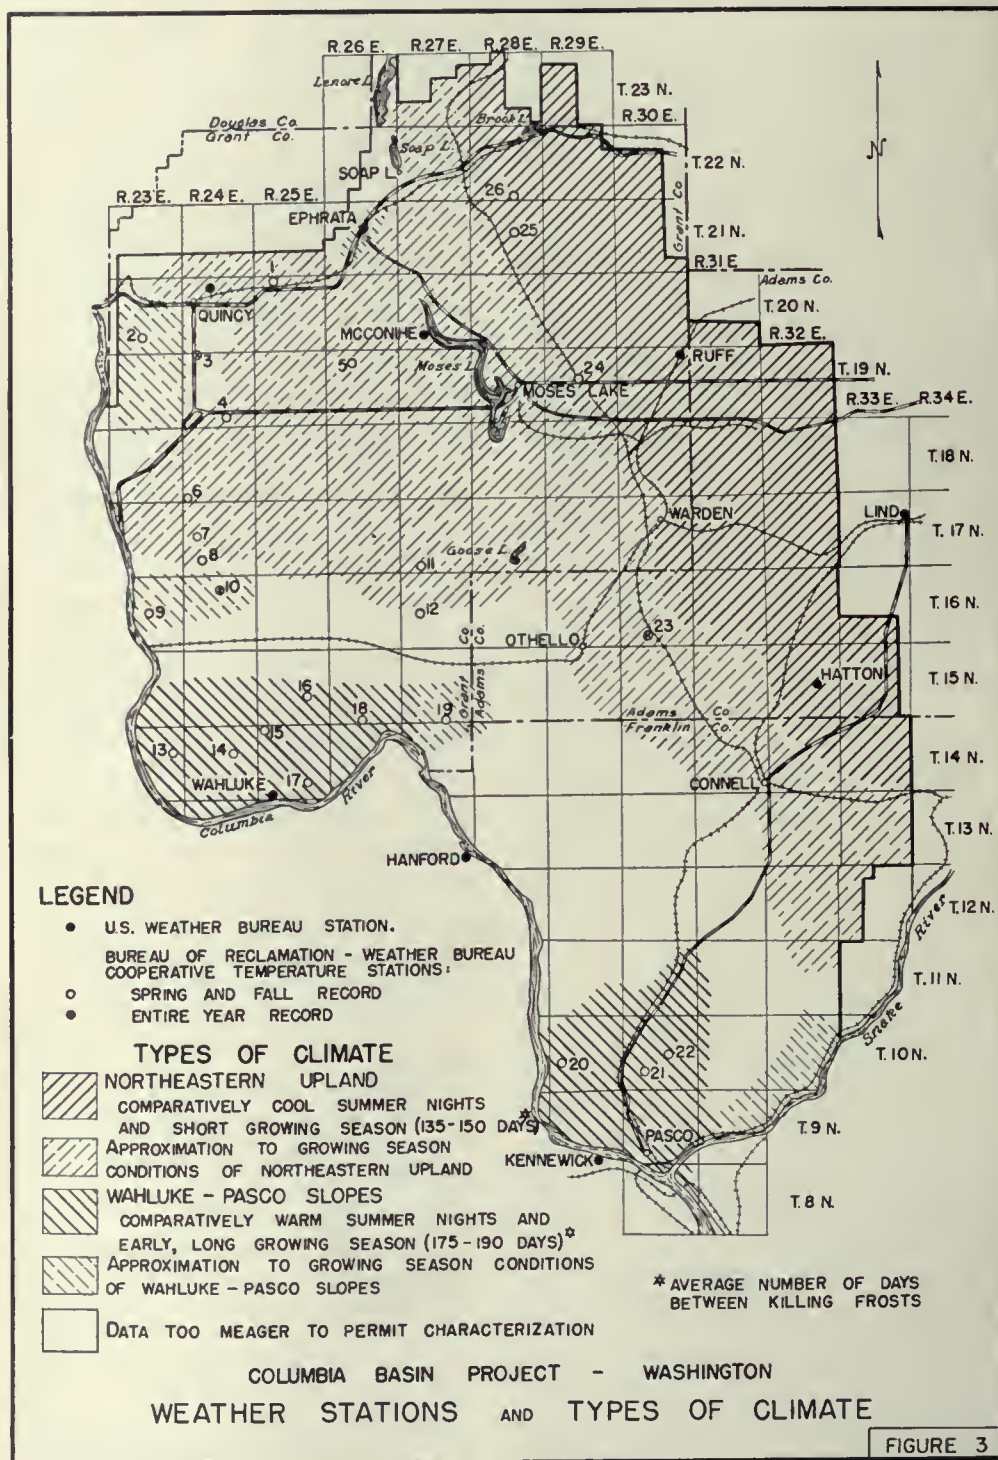 R.26 E. R.27 E. R.28 E. R.29 E.
Lenore L.
T. 23 N.
R. 30 E.
Douglas Co.
Grant Co.
Brook L.
Soap L.
T. 22 N.
SOAP L.
R. 23 E. R. 24 E. R. 25 E.
26
EPHRATA
25
Grant Co
T. 21 N.
R.31 E
Adams Co.
1
T. 20 N.
QUINCY
2
3
MCCONIHE
R. 32 E.
RUFF
5
Moses L.
24
T. 19 N.
MOSES LAKE
R. 33 E. R. 34 E.
4
T. 18 N.
6
WARDEN
LIND
T. 17 N.
7
8
Goose L.
11
10
9
12
T. 16 N.
23
OTHELLO
Grant Co
Adams Co.
HATTON
T. 15 N.
16
18
19
Adams Co
Franklin Co.
15
13
14
T. 14 N.
17
WAHLUKE
CONNELL
Columbia River
T. 13 N.
HANFORD
T. 12 N.
Snake River
T. 11 N.
T. 10 N.
20
22
21
T. 9 N.
PASCO
KENNEWICK
T. 8 N.
N
LEGEND
U.S. WEATHER BUREAU STATION.
BUREAU OF RECLAMATION - WEATHER BUREAU
COOPERATIVE TEMPERATURE STATIONS:
SPRING AND FALL RECORD
ENTIRE YEAR RECORD
TYPES OF CLIMATE
NORTHEASTERN UPLAND
COMPARATIVELY COOL SUMMER NIGHTS
AND SHORT GROWING SEASON (135-150 DAYS)*
APPROXIMATION TO GROWING SEASON
CONDITIONS OF NORTHEASTERN UPLAND
WAHLUKE - PASCO SLOPES
COMPARATIVELY WARM SUMMER NIGHTS AND
EARLY, LONG GROWING SEASON (175-190 DAYS)*
APPROXIMATION TO GROWING SEASON CONDITIONS
OF WAHLUKE - PASCO SLOPES
DATA TOO MEAGER TO PERMIT CHARACTERIZATION
* AVERAGE NUMBER OF DAYS
BETWEEN KILLING FROSTS
COLUMBIA BASIN PROJECT - WASHINGTON
WEATHER STATIONS AND TYPES OF CLIMATE
FIGURE 3